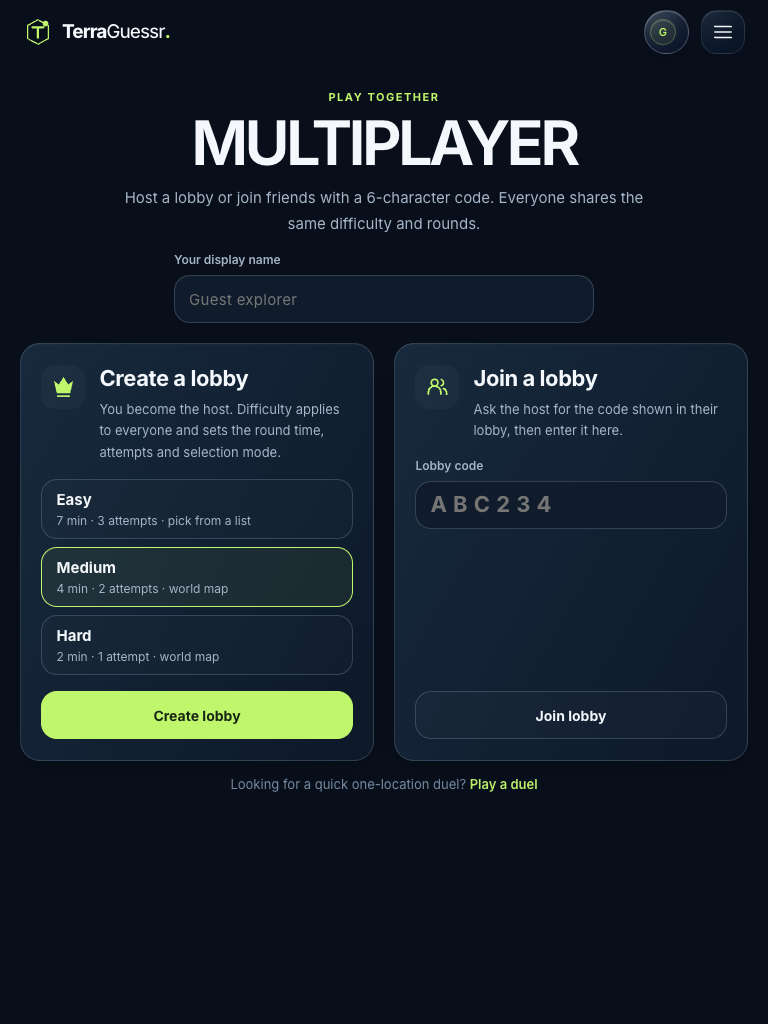 TerraGuessr.
G
PLAY TOGETHER
MULTIPLAYER
Host a lobby or join friends with a 6-character code. Everyone shares the
same difficulty and rounds.
Your display name
Guest explorer
Create a lobby
You become the host. Difficulty applies
to everyone and sets the round time,
attempts and selection mode.
Easy
7 min · 3 attempts · pick from a list
Medium
4 min · 2 attempts · world map
Hard
2 min · 1 attempt · world map
Create lobby
Join a lobby
Ask the host for the code shown in their
lobby, then enter it here.
Lobby code
ABC234
Join lobby
Looking for a quick one-location duel? Play a duel